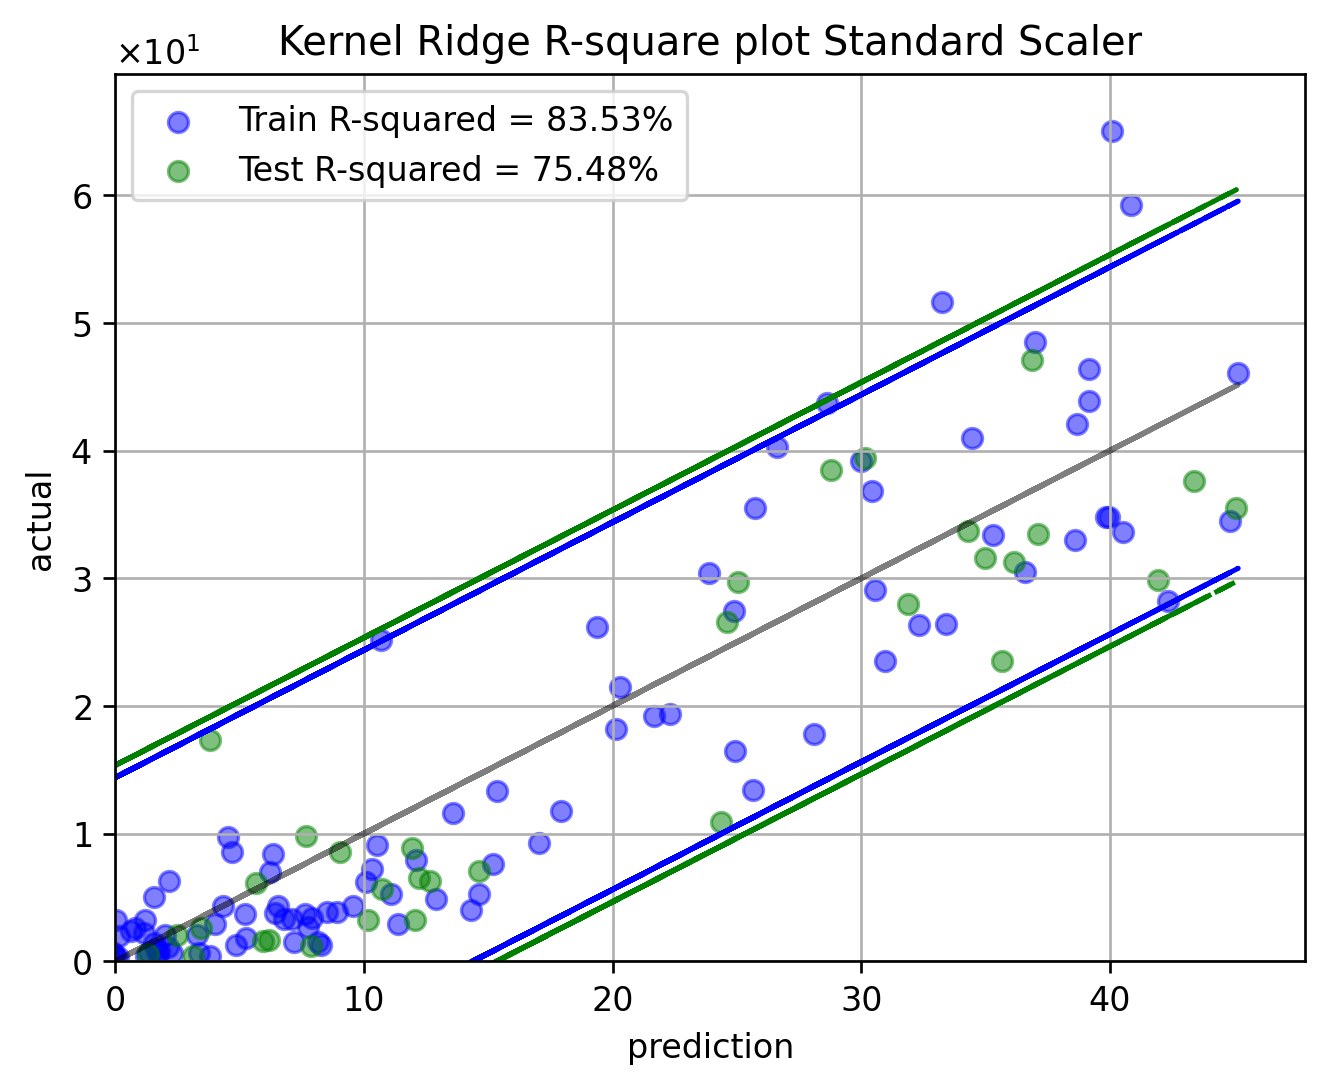 Kernel Ridge R-square plot Standard Scaler
×10¹
Train R-squared = 83.53%
Test R-squared = 75.48%
6
5
4
3
2
1
0
actual
0 10 20 30 40
prediction